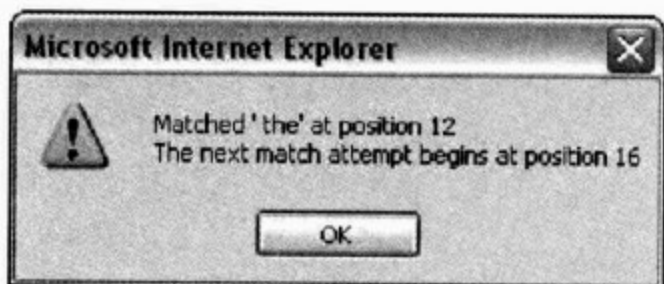 Microsoft Internet Explorer
Matched ' the' at position 12
The next match attempt begins at position 16
OK